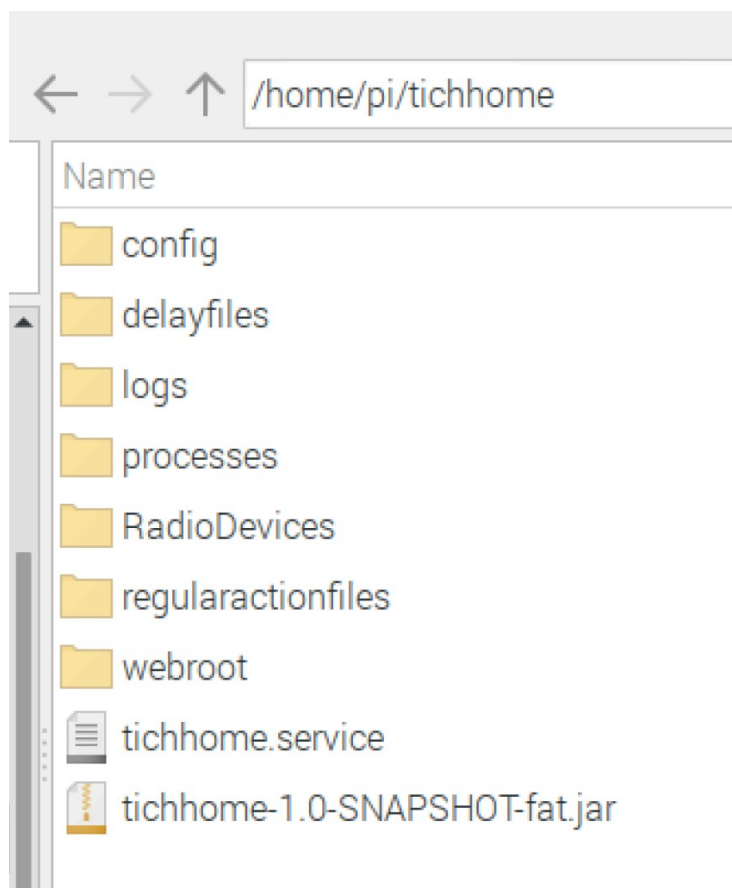 /home/pi/tichhome
Name
config
delayfiles
logs
processes
RadioDevices
regularactionfiles
webroot
tichhome.service
tichhome-1.0-SNAPSHOT-fat.jar